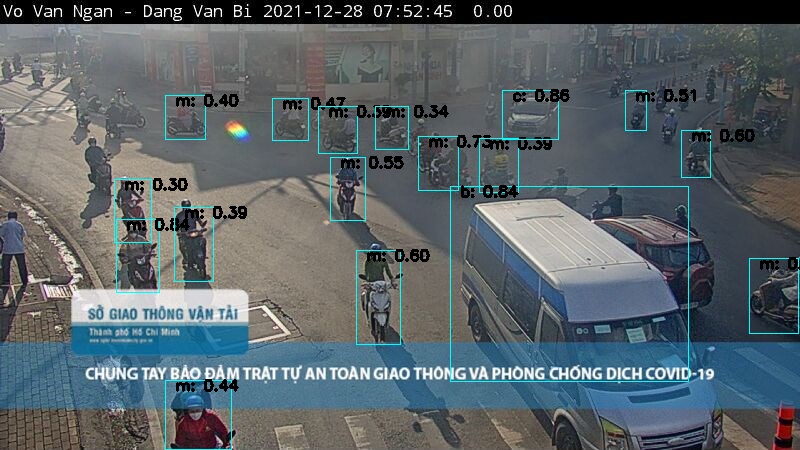 Vo Van Ngan - Dang Van Bi 2021-12-28 07:52:45 0.00
c: 0.86
m: 0.40
m: 0.47
m: 0.34
m: 0.51
m: 0.60
m: 0.73
m: 0.39
m: 0.55
m: 0.30
b: 0.84
m: 0.39
m: 0.84
m: 0.60
SỞ GIAO THÔNG VẬN TẢI
Thành phố Hồ Chí Minh
CHUNG TAY BẢO ĐẢM TRẬT TỰ AN TOÀN GIAO THÔNG VÀ PHÒNG CHỐNG DỊCH COVID-19
m: 0.44